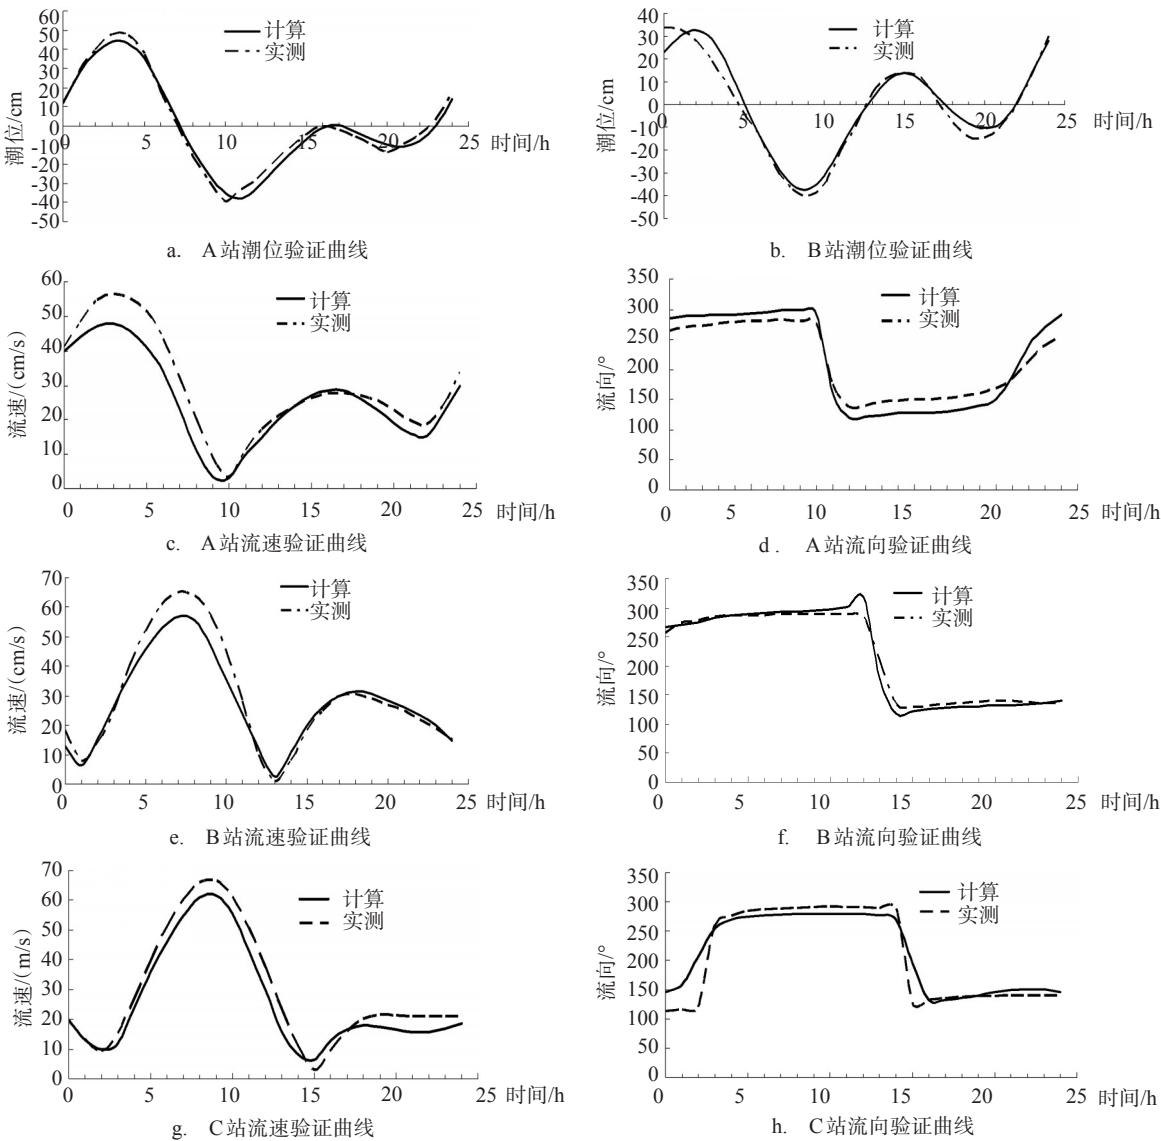 60
50
40
30
20
10
0
-10
-20
-30
-40
-50
潮位/cm
0 5 10 15 20 25 时间/h
计算
实测
a. A站潮位验证曲线
40
30
20
10
0
-10
-20
-30
-40
-50
潮位/cm
0 5 10 15 20 25 时间/h
计算
实测
b. B站潮位验证曲线
60
50
40
30
20
10
0
流速/(cm/s)
计算
实测
0 5 10 15 20 25 时间/h
c. A站流速验证曲线
350
300
250
200
150
100
50
0
流向/°
计算
实测
0 5 10 15 20 25 时间/h
d. A站流向验证曲线
70
60
50
40
30
20
10
0
流速/(cm/s)
计算
实测
0 5 10 15 20 25 时间/h
e. B站流速验证曲线
350
300
250
200
150
100
50
0
流向/°
计算
实测
0 5 10 15 20 25 时间/h
f. B站流向验证曲线
70
60
50
40
30
20
10
0
流速/(m/s)
计算
实测
0 5 10 15 20 25 时间/h
g. C站流速验证曲线
350
300
250
200
150
100
50
0
流向/°
计算
实测
0 5 10 15 20 25 时间/h
h. C站流向验证曲线